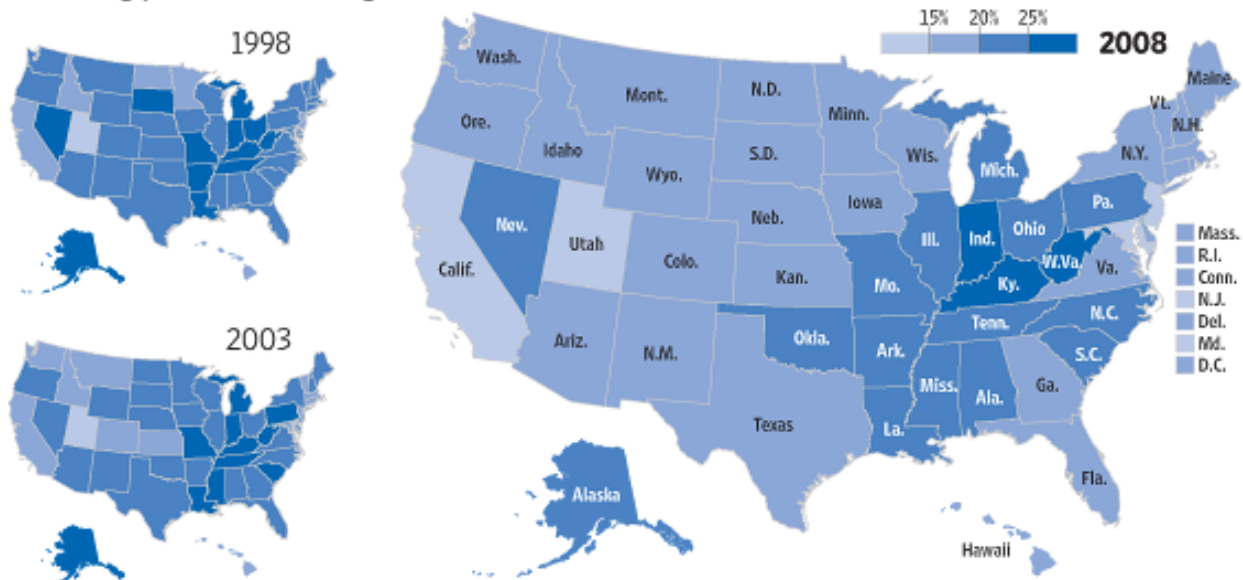 1998
2003
15% 20% 25%
2008
Wash.
Mont.
N.D.
Minn.
Maine
Vt.
N.H.
Ore.
Idaho
S.D.
Wis.
N.Y.
Wyo.
Mich.
Iowa
Pa.
Nev.
Neb.
Ill.
Ind.
Ohio
Utah
Calif.
Colo.
Kan.
Mo.
W.Va.
Va.
Ky.
Ariz.
N.M.
Okla.
Ark.
Tenn.
N.C.
S.C.
Miss.
Ala.
Ga.
Texas
La.
Fla.
Alaska
Hawaii
Mass.
R.I.
Conn.
N.J.
Del.
Md.
D.C.